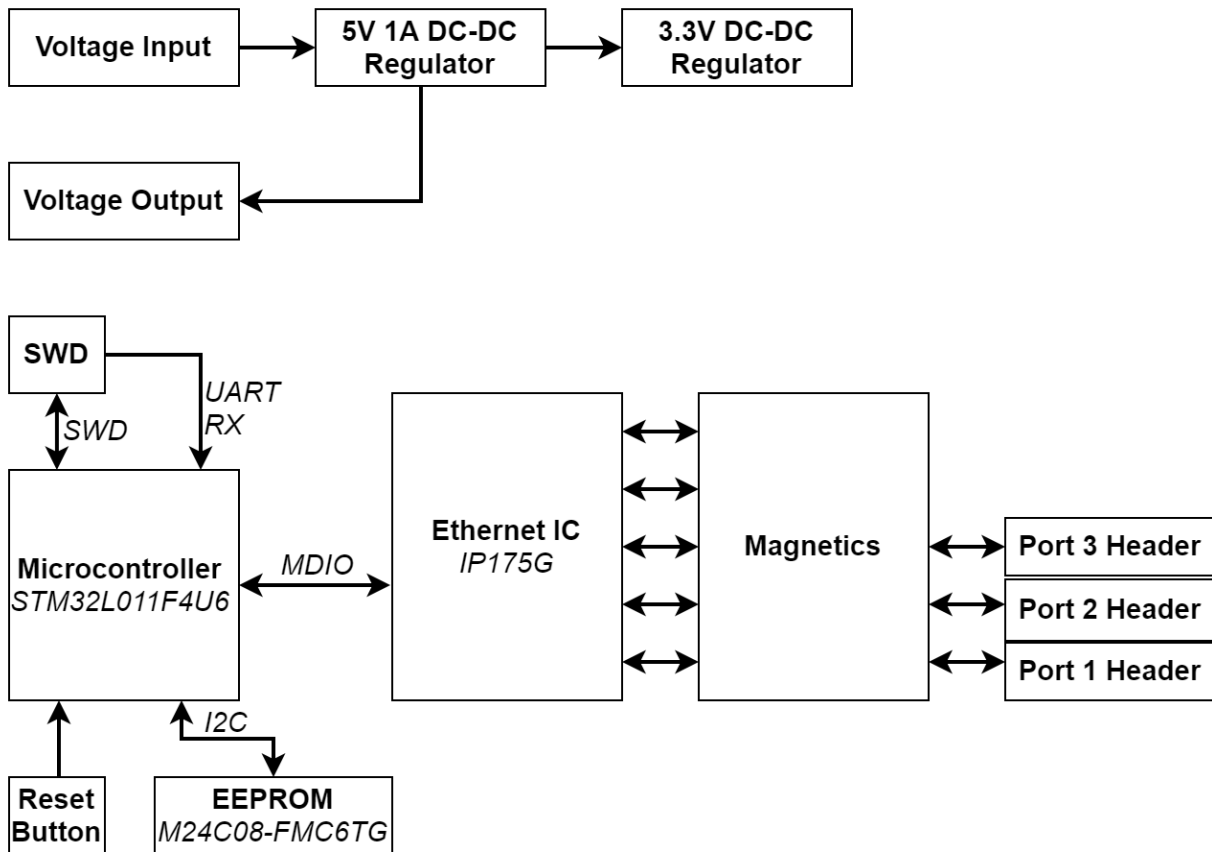 Voltage Input
5V 1A DC-DC
Regulator
3.3V DC-DC
Regulator
Voltage Output
SWD
UART
RX
SWD
Microcontroller
STM32L011F4U6
MDIO
Ethernet IC
IP175G
Magnetics
Port 3 Header
Port 2 Header
Port 1 Header
I2C
Reset
Button
EEPROM
M24C08-FMC6TG